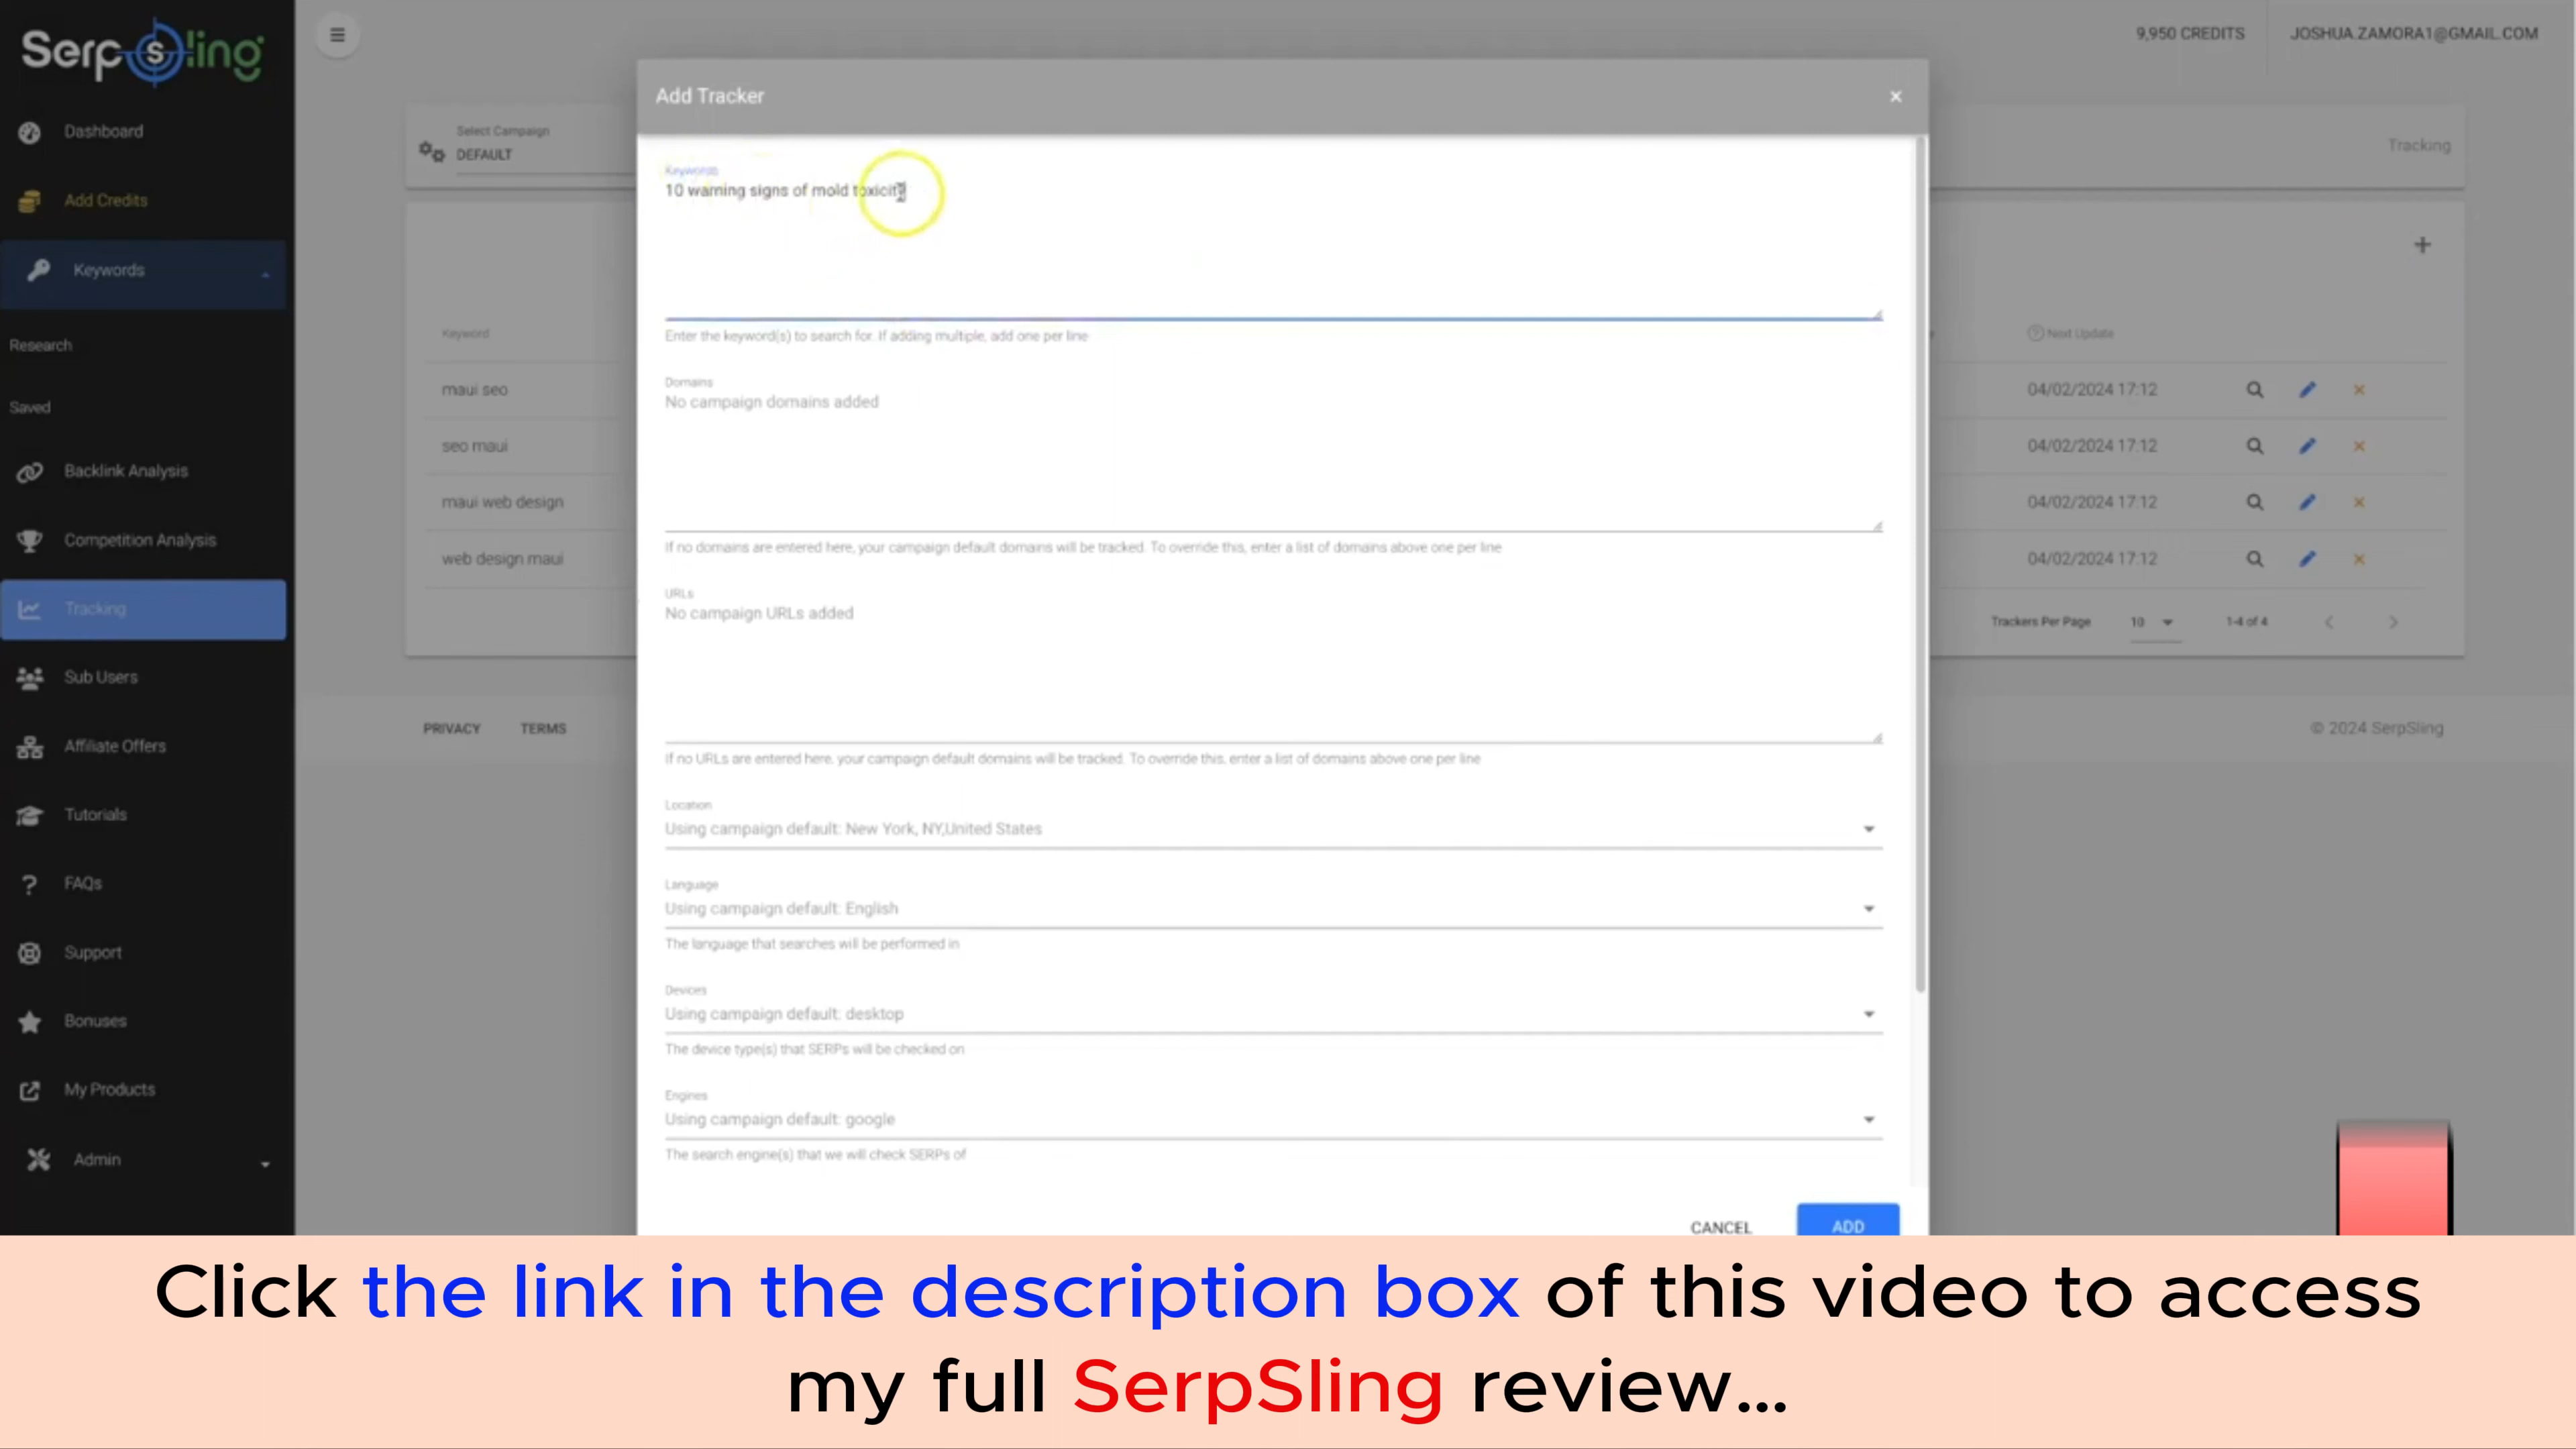 SerpSling
9,950 CREDITS
JOSHUA.ZAMORA1@GMAIL.COM
Dashboard
Add Credits
Keywords
Research
Saved
Backlink Analysis
Competition Analysis
Tracking
Sub Users
Affiliate Offers
Tutorials
FAQs
Support
Bonuses
My Products
Admin
Select Campaign
DEFAULT
Tracking
Keyword
maui seo
seo maui
maui web design
web design maui
PRIVACY TERMS
Add Tracker
×
Keywords
10 warning signs of mold toxicity
Enter the keyword(s) to search for. If adding multiple, add one per line
Domains
No campaign domains added
If no domains are entered here, your campaign default domains will be tracked. To override this, enter a list of domains above one per line
URLs
No campaign URLs added
If no URLs are entered here, your campaign default domains will be tracked. To override this, enter a list of domains above one per line
Location
Using campaign default: New York, NY,United States
Language
Using campaign default: English
The language that searches will be performed in
Devices
Using campaign default: desktop
The device type(s) that SERPs will be checked on
Engines
Using campaign default: google
The search engine(s) that we will check SERPs of
CANCEL ADD
Next Update
04/02/2024 17:12
04/02/2024 17:12
04/02/2024 17:12
04/02/2024 17:12
Trackers Per Page 10 1-4 of 4
© 2024 SerpSling
Click the link in the description box of this video to access
my full SerpSling review...